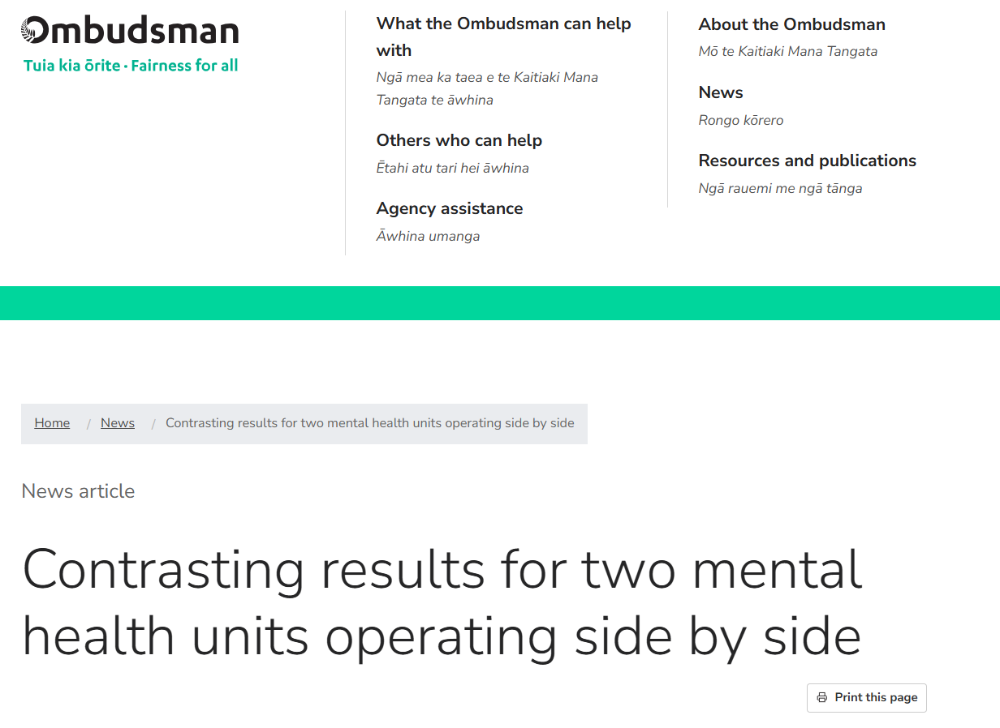 Ombudsman
Tuia kia ōrite · Fairness for all
What the Ombudsman can help
with
Ngā mea ka taea e te Kaitiaki Mana
Tangata te āwhina
Others who can help
Ētahi atu tari hei āwhina
Agency assistance
Āwhina umanga
About the Ombudsman
Mō te Kaitiaki Mana Tangata
News
Rongo kōrero
Resources and publications
Ngā rauemi me ngā tānga
Home / News / Contrasting results for two mental health units operating side by side
News article
Contrasting results for two mental
health units operating side by side
Print this page